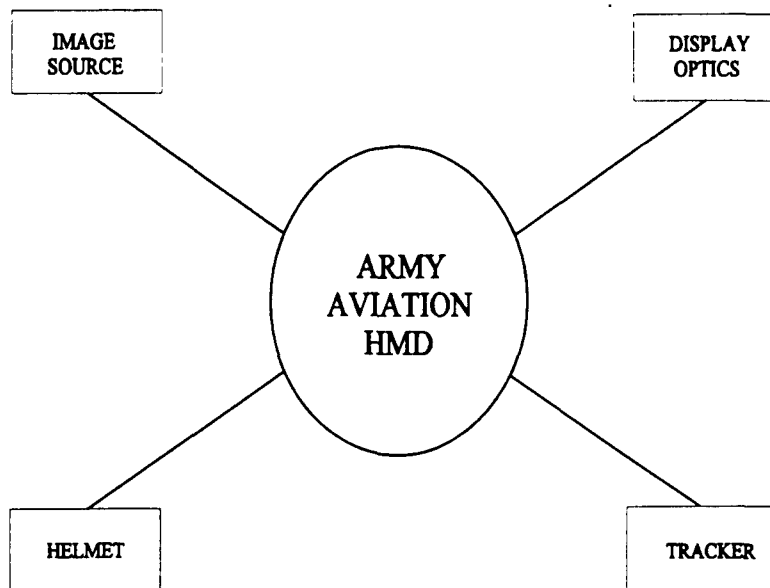 IMAGE
SOURCE
DISPLAY
OPTICS
ARMY
AVIATION
HMD
HELMET
TRACKER